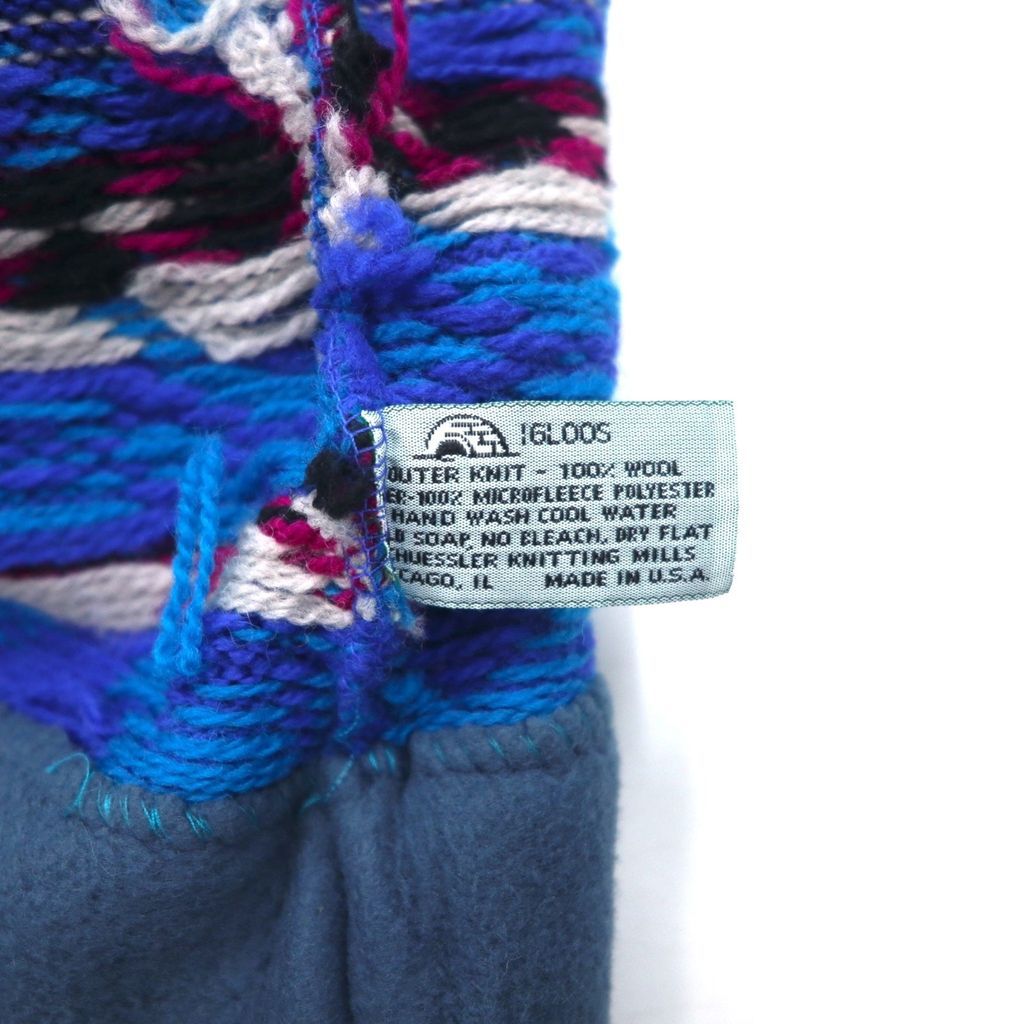 IGLOOS
OUTER KNIT - 100% WOOL
ER-100% MICROFLEECE POLYESTER
HAND WASH COOL WATER
LD SOAP, NO BLEACH, DRY FLAT
HUESSLER KNITTING MILLS
CAGO, IL MADE IN U.S.A.